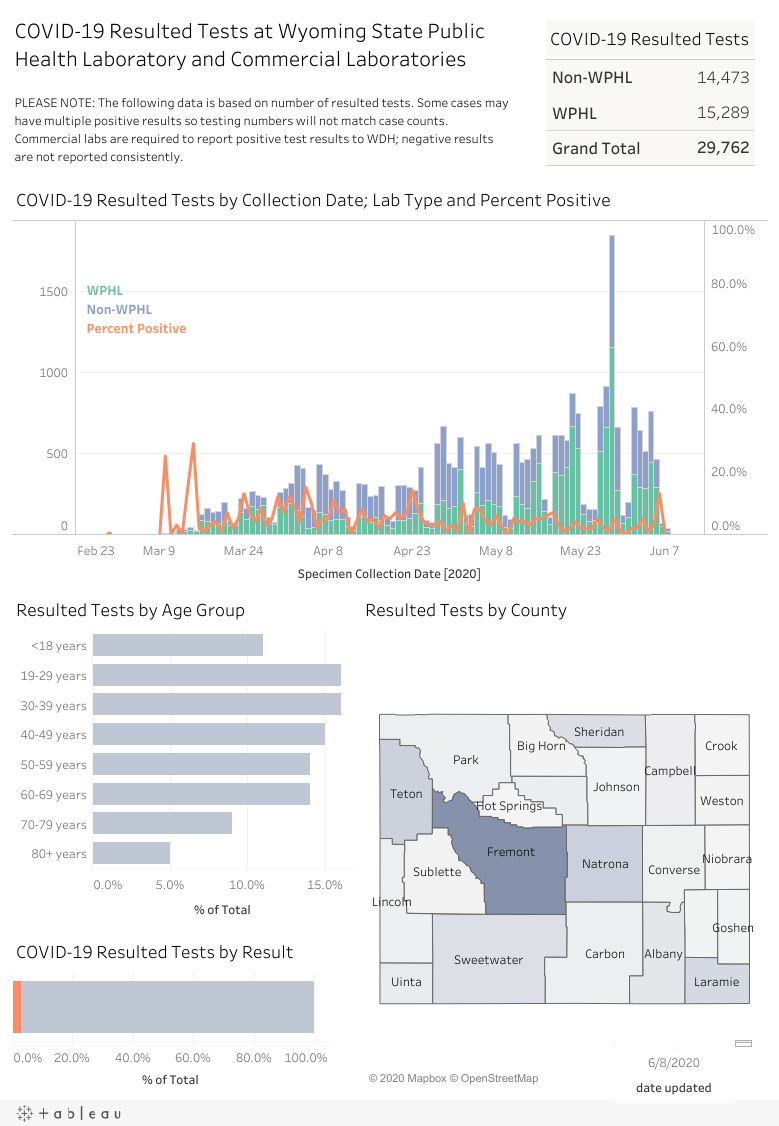 COVID-19 Resulted Tests at Wyoming State Public
Health Laboratory and Commercial Laboratories
PLEASE NOTE: The following data is based on number of resulted tests. Some cases may
have multiple positive results so testing numbers will not match case counts.
Commercial labs are required to report positive test results to WDH; negative results
are not reported consistently.
COVID-19 Resulted Tests
Non-WPHL 14,473
WPHL 15,289
Grand Total 29,762
COVID-19 Resulted Tests by Collection Date; Lab Type and Percent Positive
WPHL
Non-WPHL
Percent Positive
1500
1000
500
0
100.0%
80.0%
60.0%
40.0%
20.0%
0.0%
Feb 23 Mar 9 Mar 24 Apr 8 Apr 23 May 8 May 23 Jun 7
Specimen Collection Date [2020]
Resulted Tests by Age Group
<18 years
19-29 years
30-39 years
40-49 years
50-59 years
60-69 years
70-79 years
80+ years
0.0% 5.0% 10.0% 15.0%
% of Total
COVID-19 Resulted Tests by Result
0.0% 20.0% 40.0% 60.0% 80.0% 100.0%
% of Total
Resulted Tests by County
Sheridan
Big Horn
Crook
Park
Campbell
Johnson
Teton
Weston
Hot Springs
Fremont
Niobrara
Natrona
Converse
Sublette
Lincoln
Goshen
Carbon
Albany
Sweetwater
Uinta
Laramie
© 2020 Mapbox © OpenStreetMap
6/8/2020
date updated
+ableau